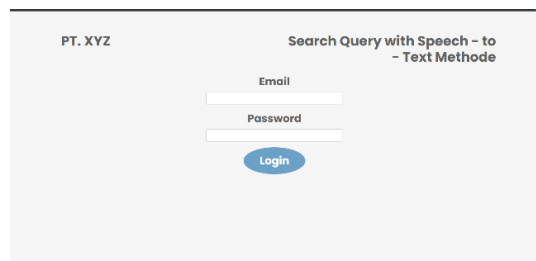 PT. XYZ
Search Query with Speech - to
- Text Methode
Email
Password
Login